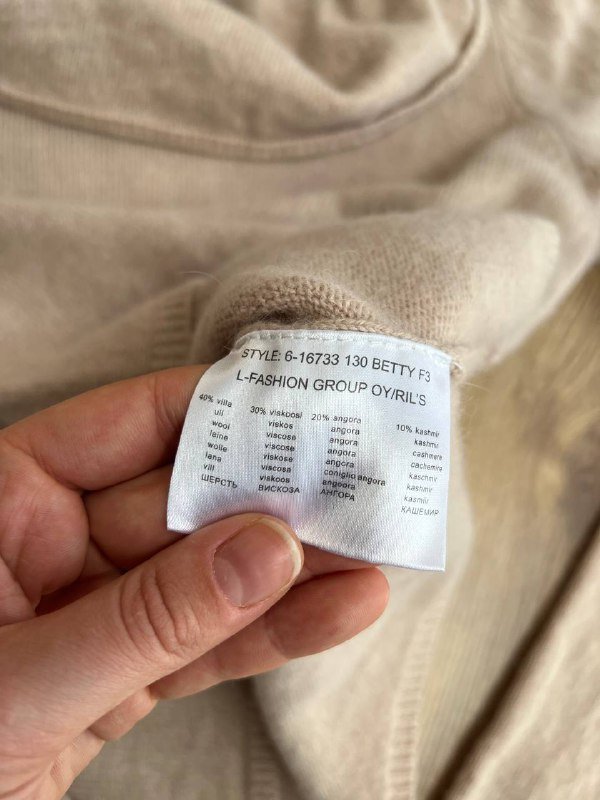 STYLE: 6-16733 130 BETTY F3
L-FASHION GROUP OY/RIL'S
40% villa 30% viskoosi 20% angora 10% kashmir
ull viskos angora kashmir
wool viscose angora cashmere
laine viscose angora cachemire
wolle viskose angora kaschmir
lana viscosa coniglio angora kashmir
vill viskoos angoora kašmiir
ШЕРСТЬ ВИСКОЗА АНГОРА КАШЕМИР